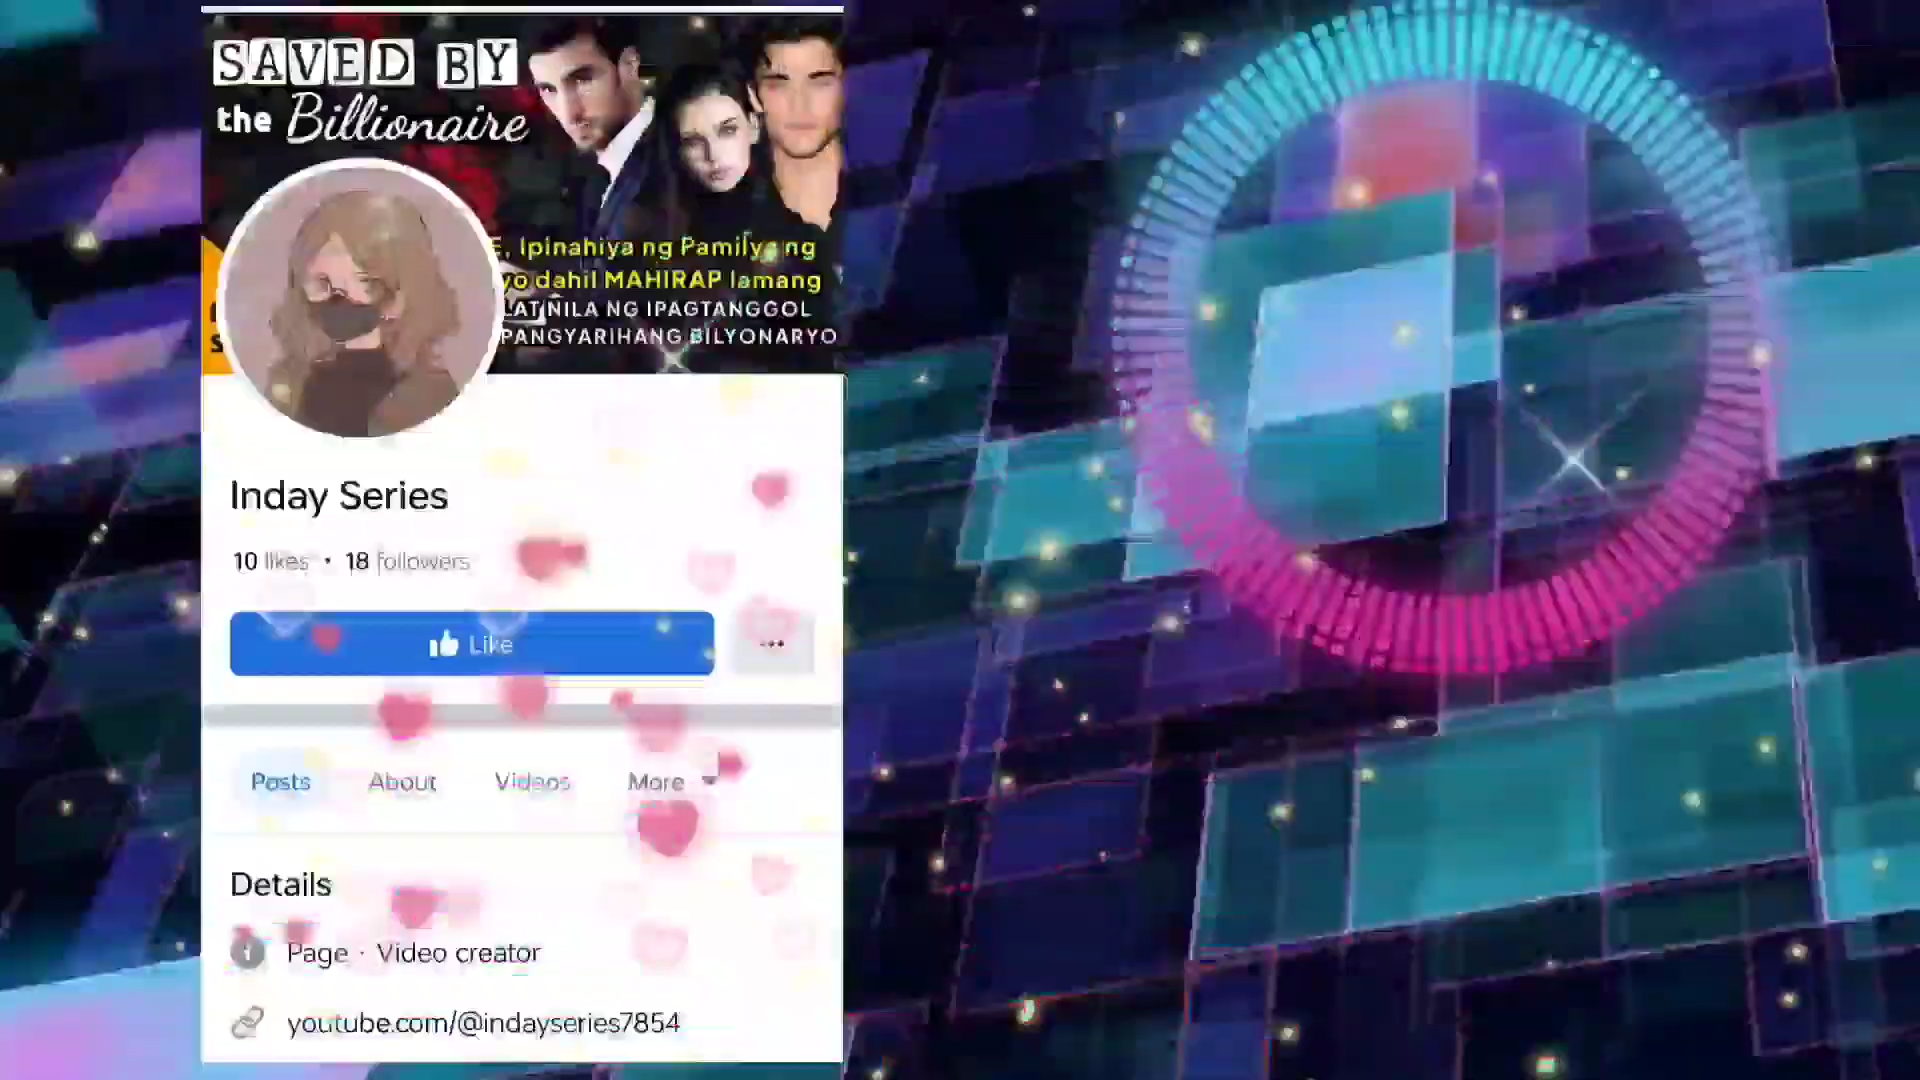 SAVED BY
the Billionaire
Ipinahiya ng Pamilya ng
dahil MAHIRAP lamang
NILA NG IPAGTANGGOL
BILYONARYO
Inday Series
10 likes · 18 followers
Like
Posts About Videos More
Details
Page · Video creator
youtube.com/@indayseries7854